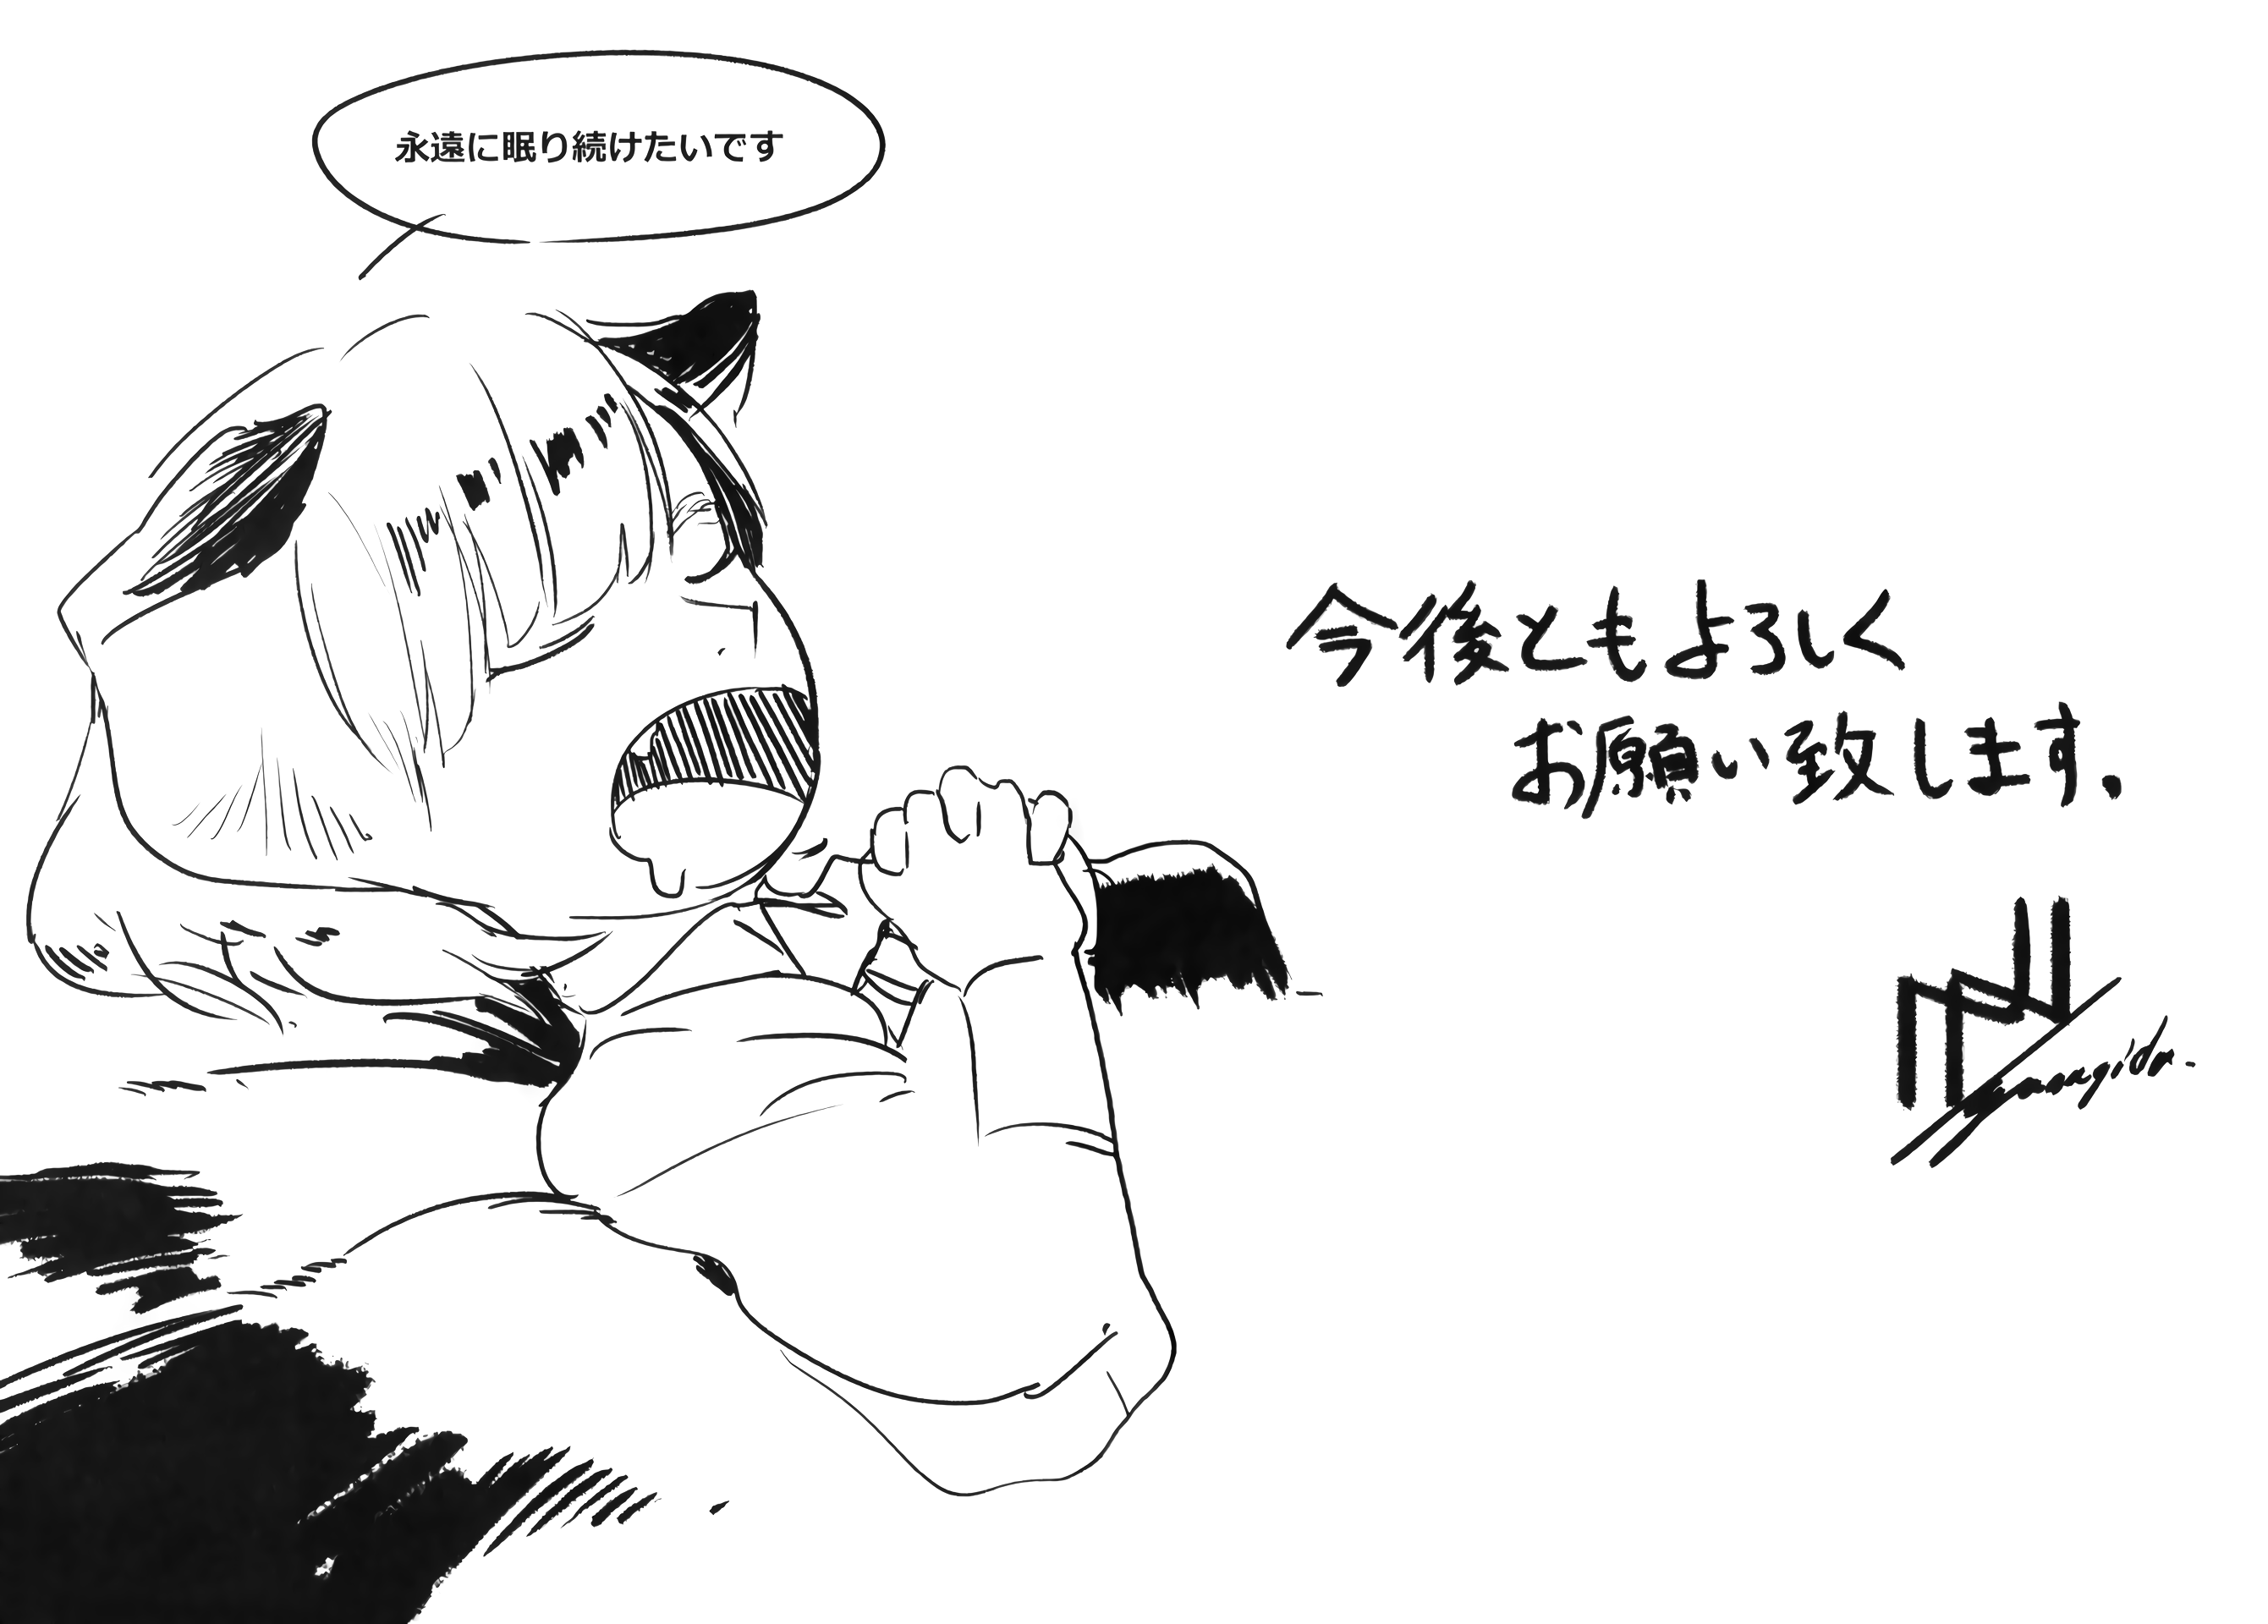 永遠に眠り続けたいです
今後ともよろしく
お願い致します.